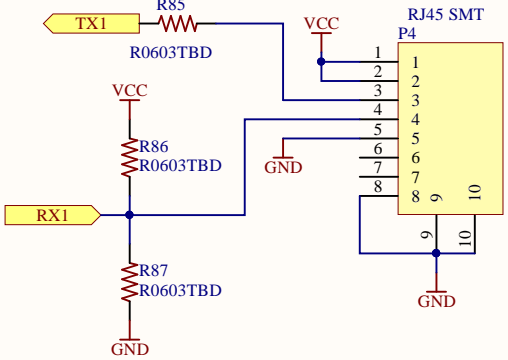 R85
TX1
R0603TBD
VCC
RJ45 SMT
P4
1 1
2 2
3 3
4 4
5 5
6 6
7 7
8 8
9 10
9 10
GND
GND
VCC
R86
R0603TBD
RX1
R87
R0603TBD
GND